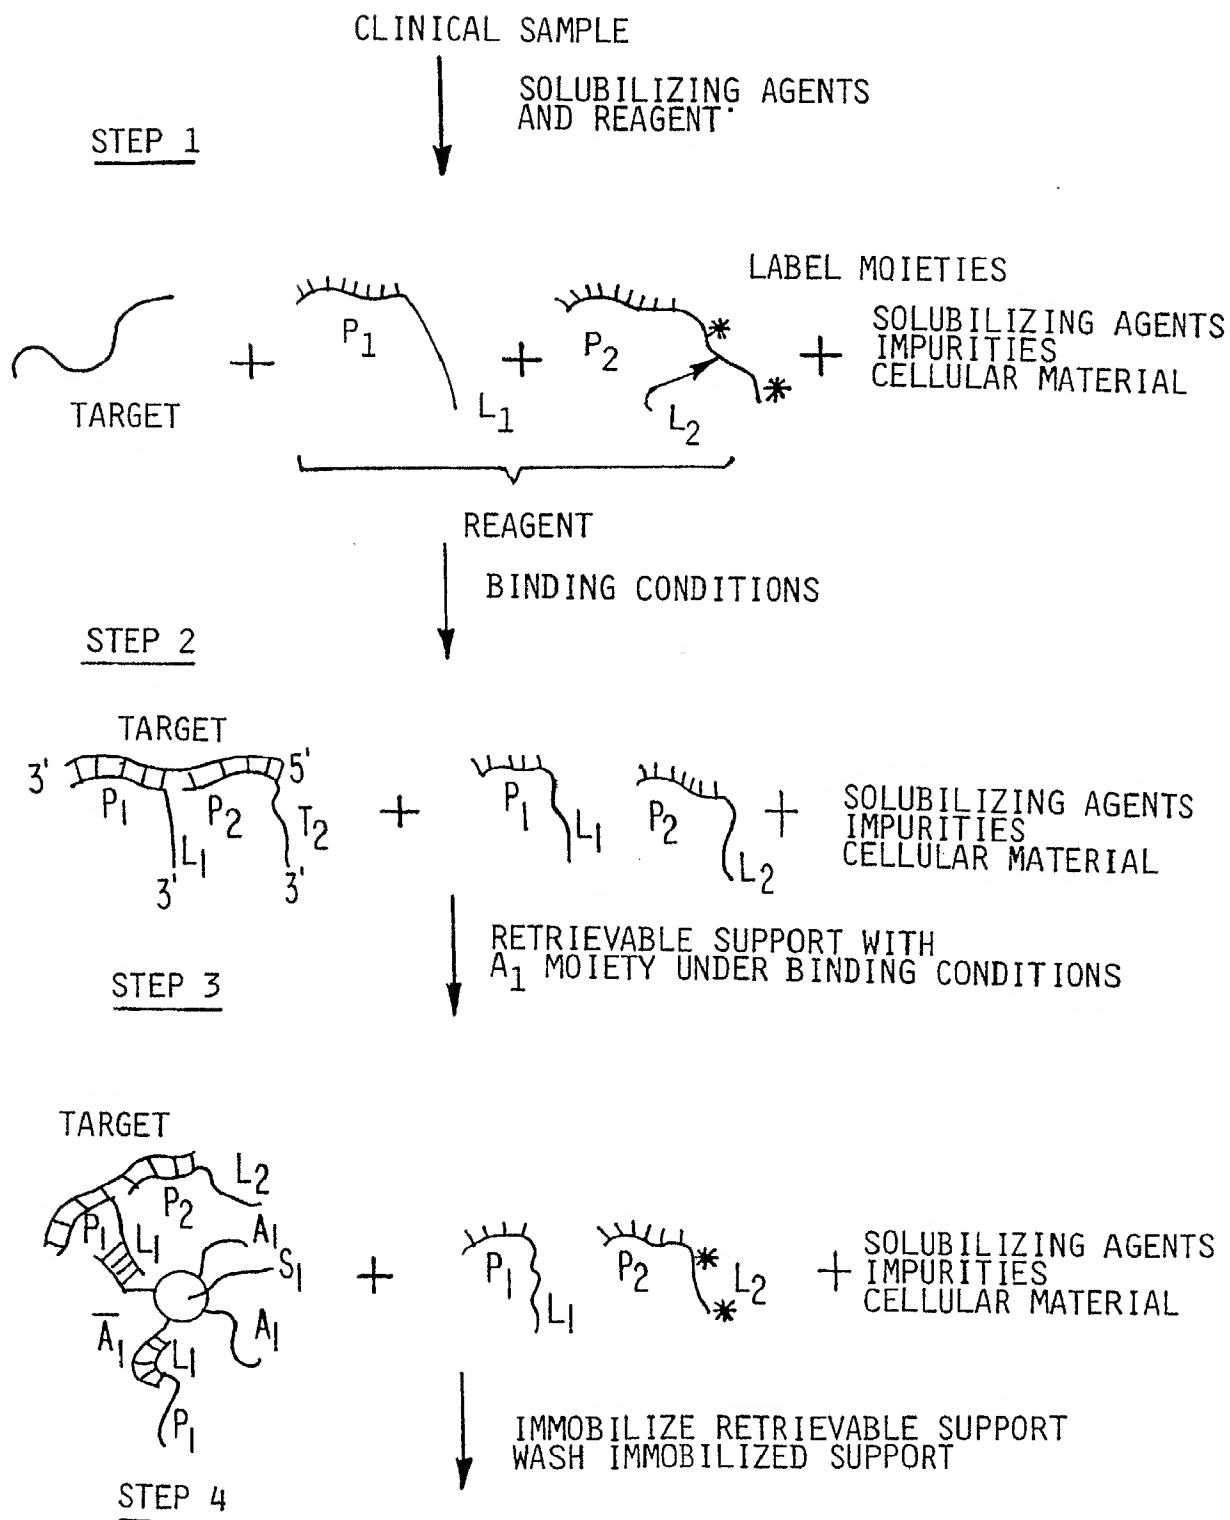 CLINICAL SAMPLE
SOLUBILIZING AGENTS
AND REAGENT
STEP 1
LABEL MOIETIES
TARGET
+
P1
L1
+
P2
*
*
L2
+
SOLUBILIZING AGENTS
IMPURITIES
CELLULAR MATERIAL
REAGENT
BINDING CONDITIONS
STEP 2
TARGET
3'
5'
P1
P2
L1
T2
3'
3'
+
P1
L1
P2
L2
+
SOLUBILIZING AGENTS
IMPURITIES
CELLULAR MATERIAL
RETRIEVABLE SUPPORT WITH
A1 MOIETY UNDER BINDING CONDITIONS
STEP 3
TARGET
L2
P2
P1
L1
A1
S1
A1
A̅1
L1
P1
+
P1
L1
P2
*
*
L2
+
SOLUBILIZING AGENTS
IMPURITIES
CELLULAR MATERIAL
IMMOBILIZE RETRIEVABLE SUPPORT
WASH IMMOBILIZED SUPPORT
STEP 4